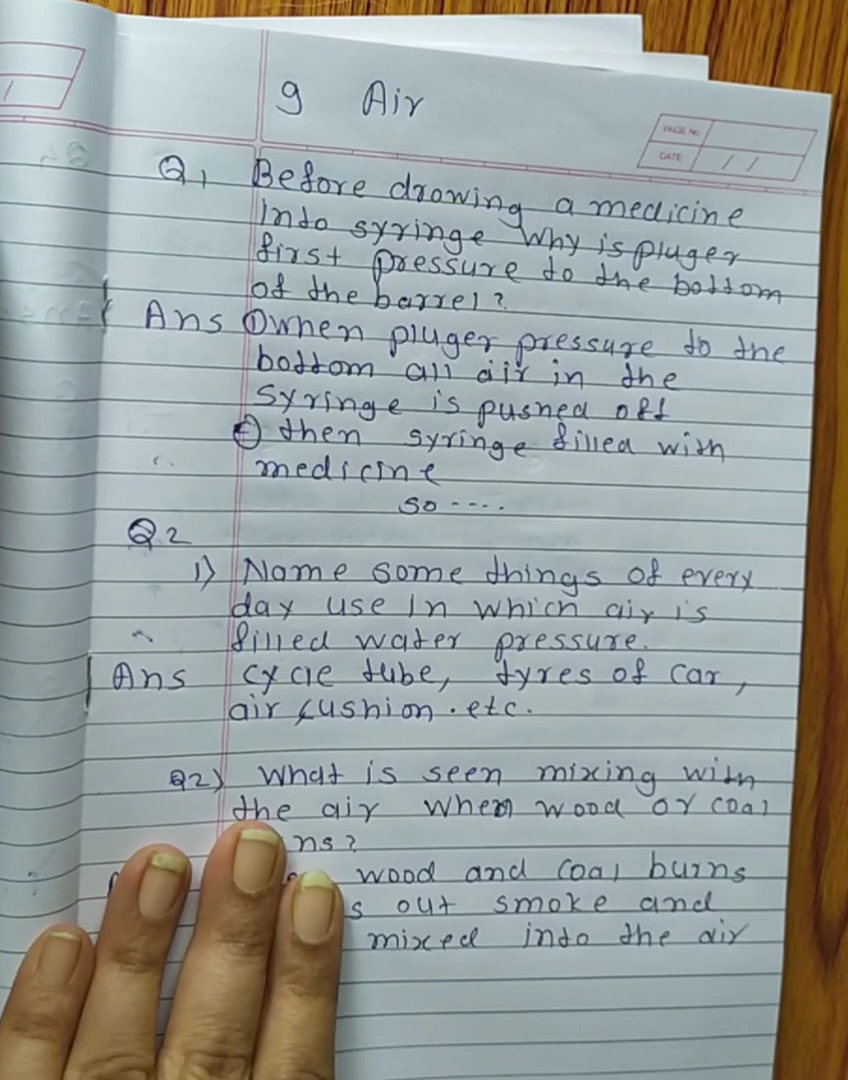 9 Air
PAGE NO.
DATE / /
/
Q1 Before drowing a medicine
into syringe why is pluger
first pressure to the bottom
of the barrel?
Ans ① when pluger pressure to the
bottom all air in the
syringe is pushed off
② then syringe filled with
medicine
so ----.
Q2
1) Name some things of every
day use in which air is
filled water pressure.
Ans cycle tube, tyres of car,
air cushion. etc.
Q2) What is seen mixing with
the air when wood or coal
ns?
wood and coal burns
s out smoke and
mixed into the air